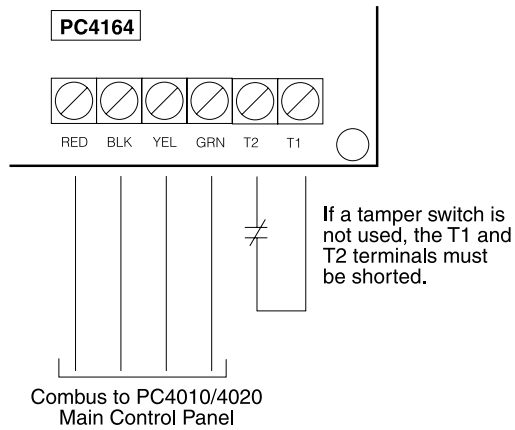 PC4164
RED BLK YEL GRN T2 T1
If a tamper switch is
not used, the T1 and
T2 terminals must
be shorted.
Combus to PC4010/4020
Main Control Panel